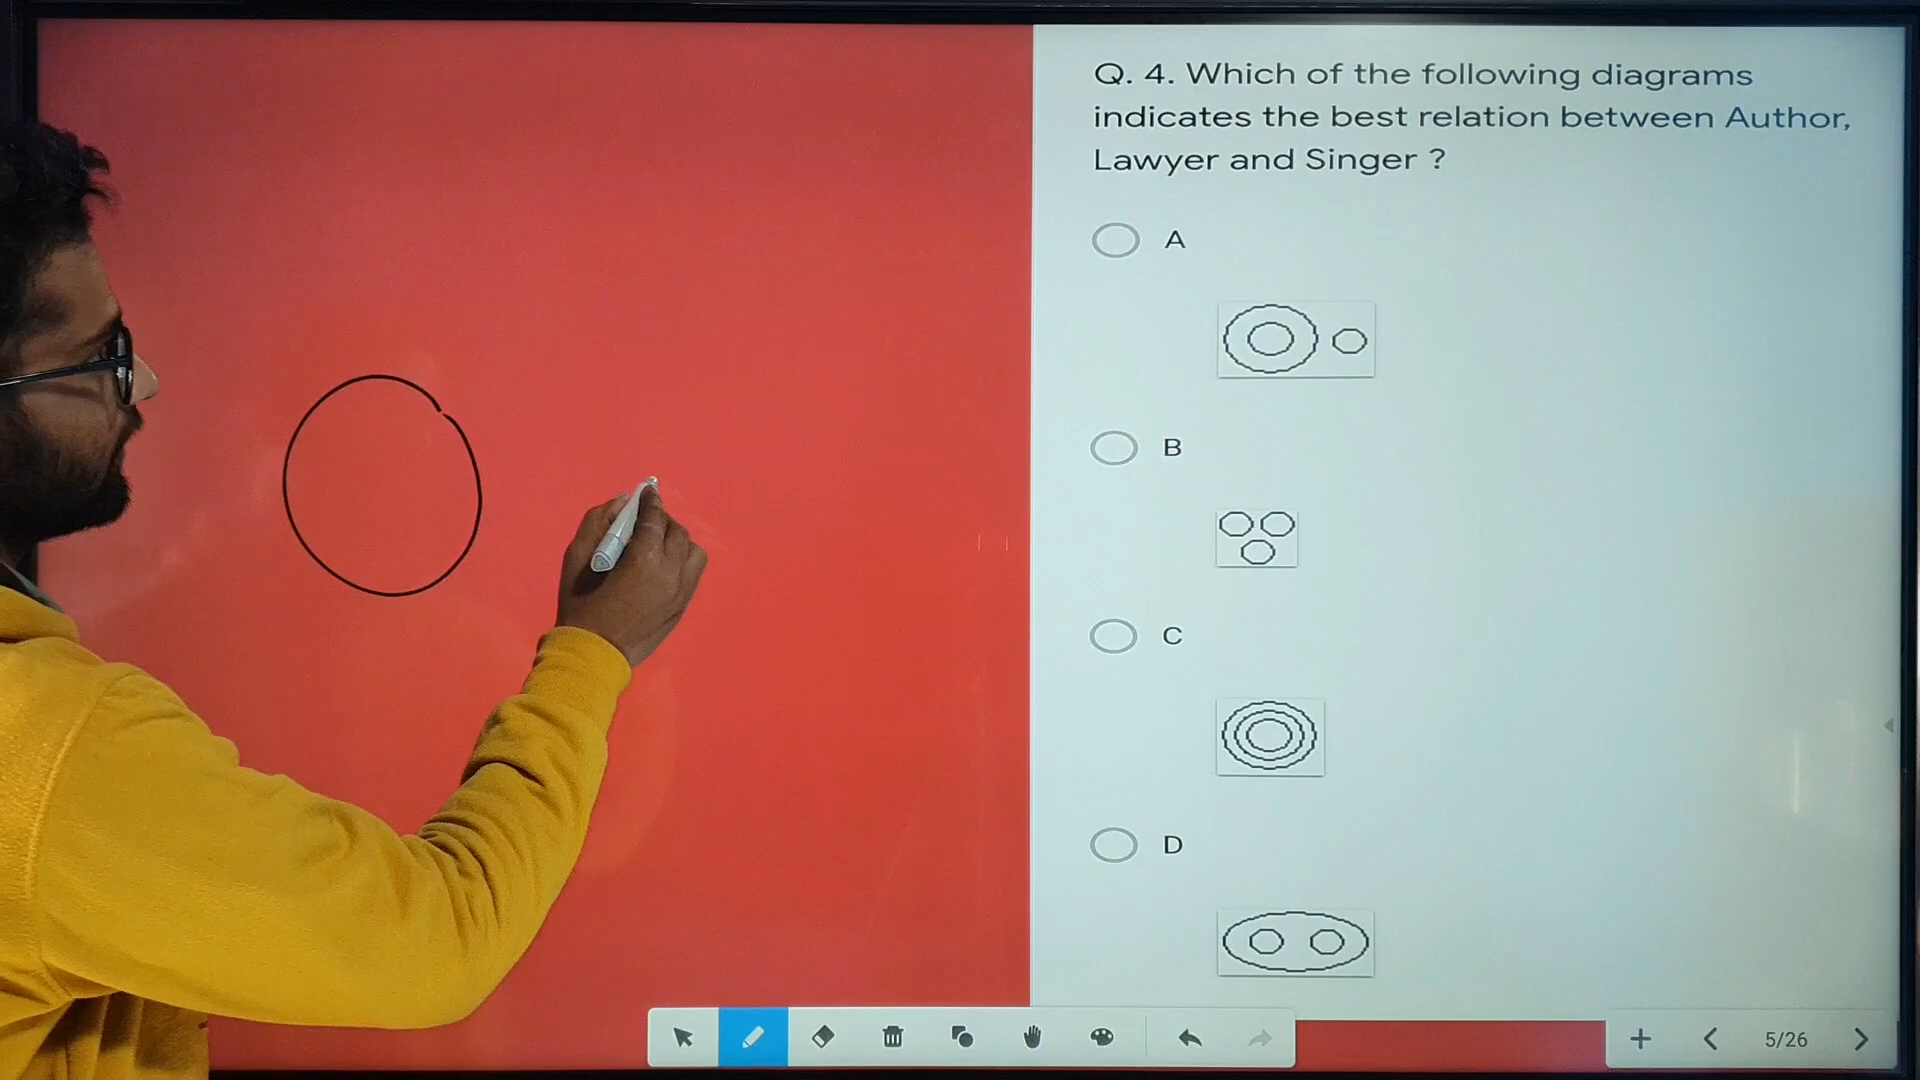 Q. 4. Which of the following diagrams
indicates the best relation between Author,
Lawyer and Singer ?
A
B
C
D
5/26